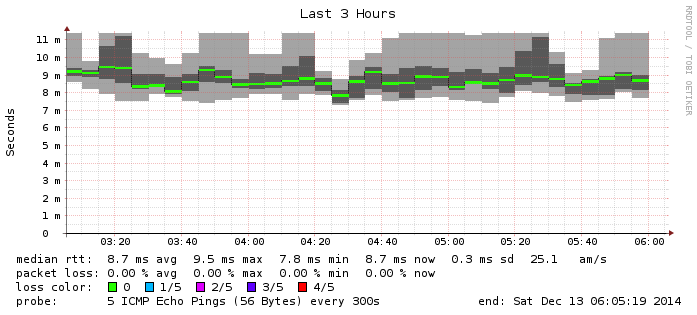 Last 3 Hours
RRDTOOL / TOBI OETIKER
Seconds
11 m
10 m
9 m
8 m
7 m
6 m
5 m
4 m
3 m
2 m
1 m
0
03:20 03:40 04:00 04:20 04:40 05:00 05:20 05:40 06:00
median rtt: 8.7 ms avg 9.5 ms max 7.8 ms min 8.7 ms now 0.3 ms sd 25.1 am/s
packet loss: 0.00 % avg 0.00 % max 0.00 % min 0.00 % now
loss color: 0 1/5 2/5 3/5 4/5
probe: 5 ICMP Echo Pings (56 Bytes) every 300s end: Sat Dec 13 06:05:19 2014